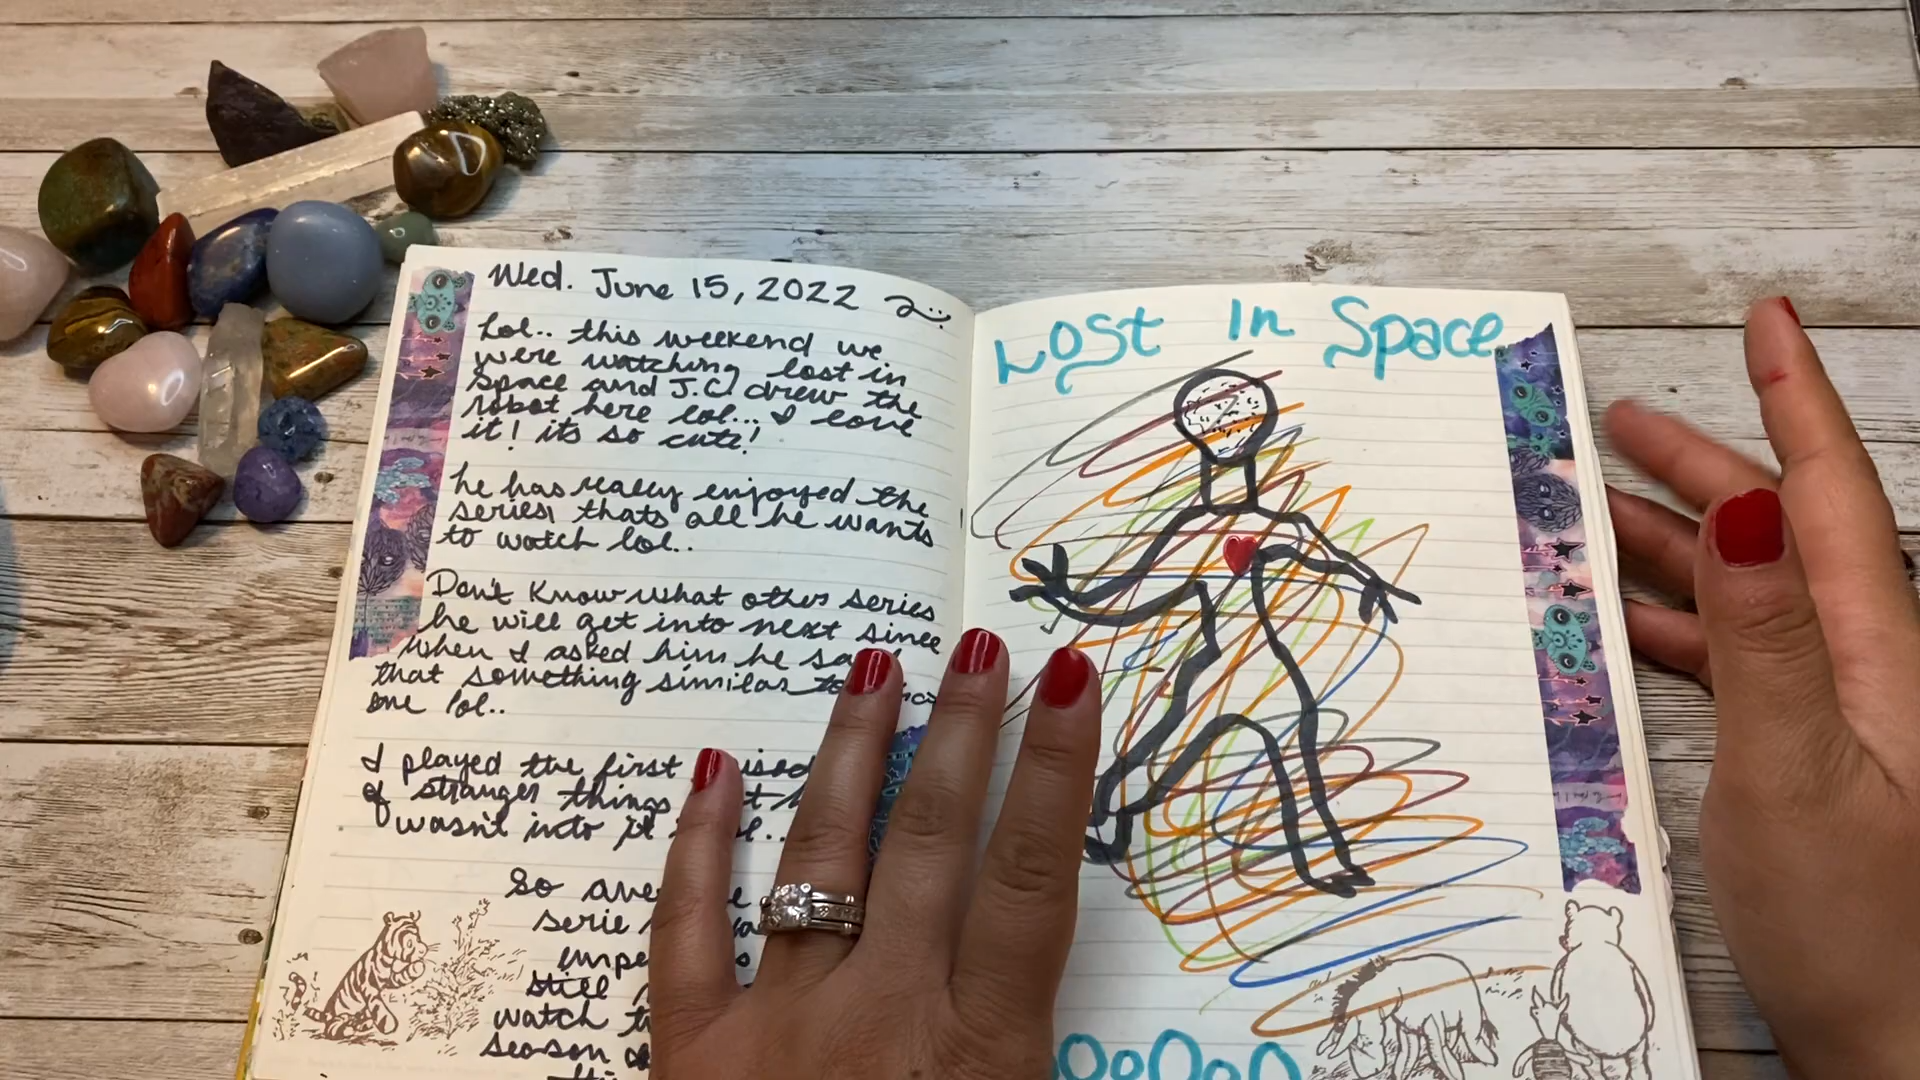 Wed. June 15, 2022
Lol.. this weekend we
were watching lost in
space and J.C. drew the
robot here lol... I love
it! its so cute!
he has really enjoyed the
series, thats all he wants
to watch lol..
Don't know what other series
he will get into next since
when I asked him he
that something similar to
one lol..
I played the first
of stranger things
wasn't into it
So
serie
still
watch
season
Lost In Space